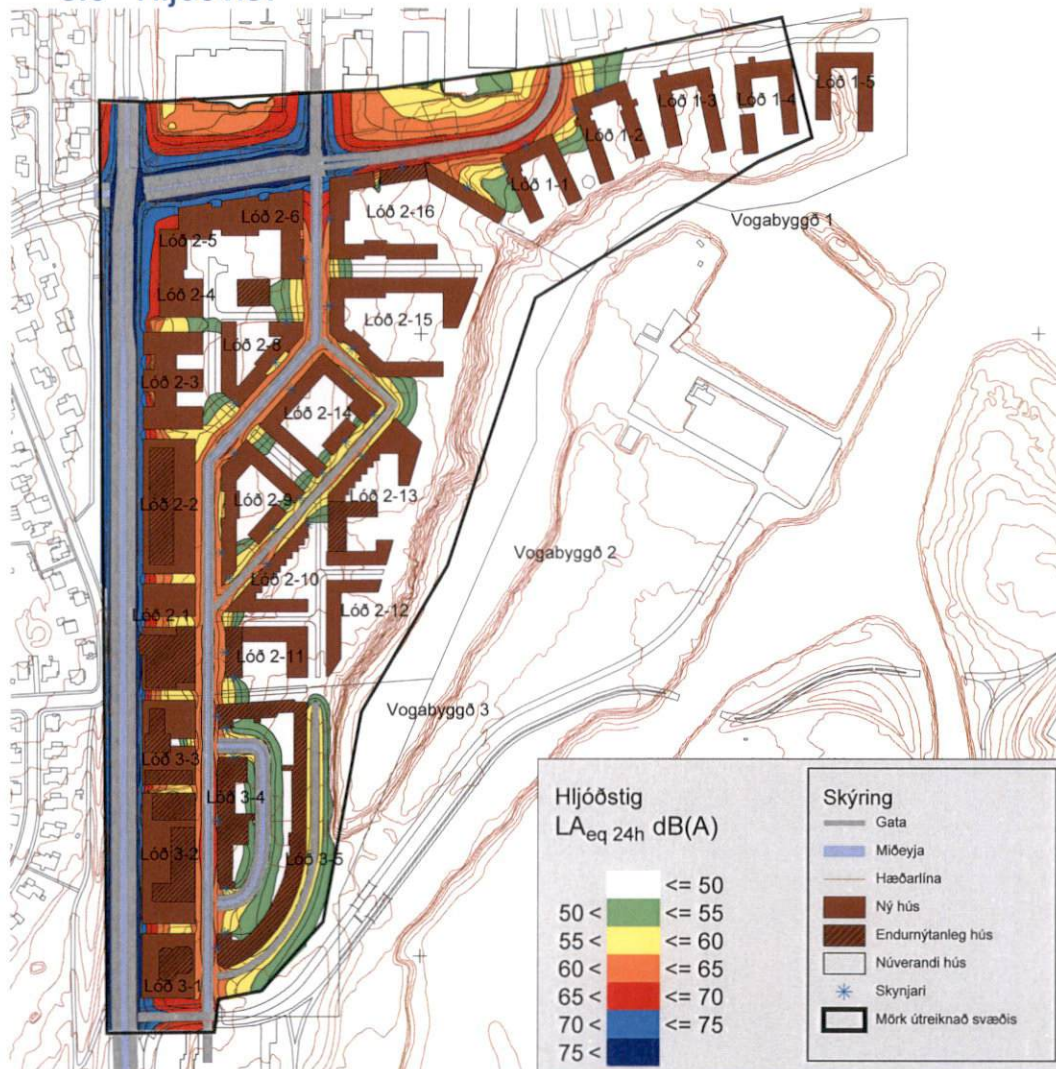 Lóð 1-5
Lóð 1-4
Lóð 1-3
Lóð 1-2
Lóð 1-1
Lóð 2-16
Lóð 2-6
Lóð 2-5
Vogabyggð 1
Lóð 2-4
Lóð 2-15
Lóð 2-8
Lóð 2-3
Lóð 2-14
Lóð 2-13
Lóð 2-9
Lóð 2-2
Vogabyggð 2
Lóð 2-10
Lóð 2-12
Lóð 2-1
Lóð 2-11
Vogabyggð 3
Lóð 3-3
Lóð 3-4
Lóð 3-2
Lóð 3-5
Lóð 3-1
Hljóðstig
LAeq 24h dB(A)
<= 50
50 < <= 55
55 < <= 60
60 < <= 65
65 < <= 70
70 < <= 75
75 <
Skýring
Gata
Miðeyja
Hæðarlína
Ný hús
Endurnýtanleg hús
Núverandi hús
Skynjari
Mörk útreiknað svæðis